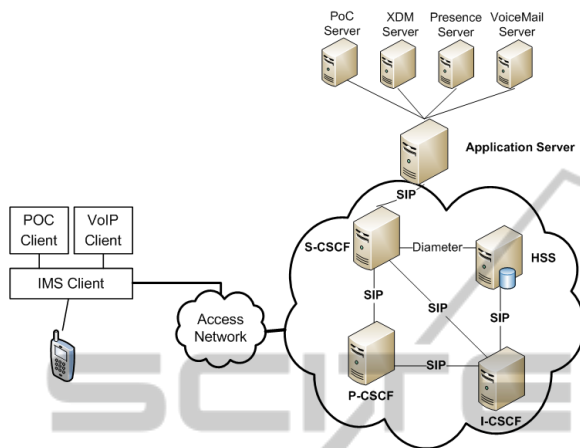 PoC
Server
XDM
Server
Presence
Server
VoiceMail
Server
Application Server
SIP
POC
Client
VoIP
Client
S-CSCF
Diameter
HSS
IMS Client
SIP
SIP
SIP
Access
Network
SIP
P-CSCF
I-CSCF
SCITE